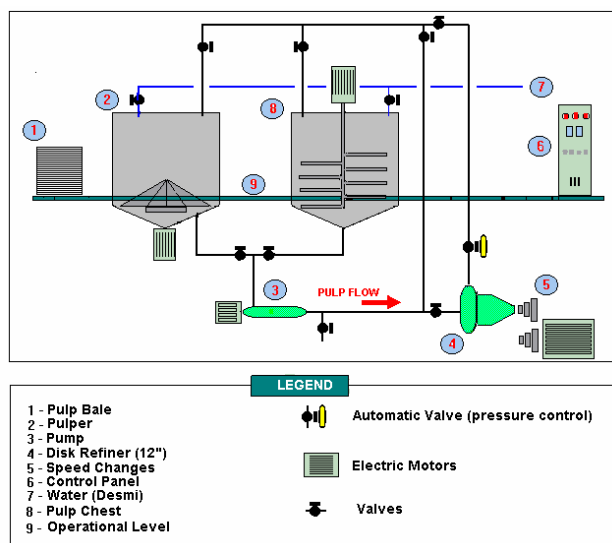 2
8
7
1
6
9
3
PULP FLOW
5
4
LEGEND
1 - Pulp Bale
2 - Pulper
3 - Pump
4 - Disk Refiner (12")
5 - Speed Changes
6 - Control Panel
7 - Water (Desmi)
8 - Pulp Chest
9 - Operational Level
Automatic Valve (pressure control)
Electric Motors
Valves